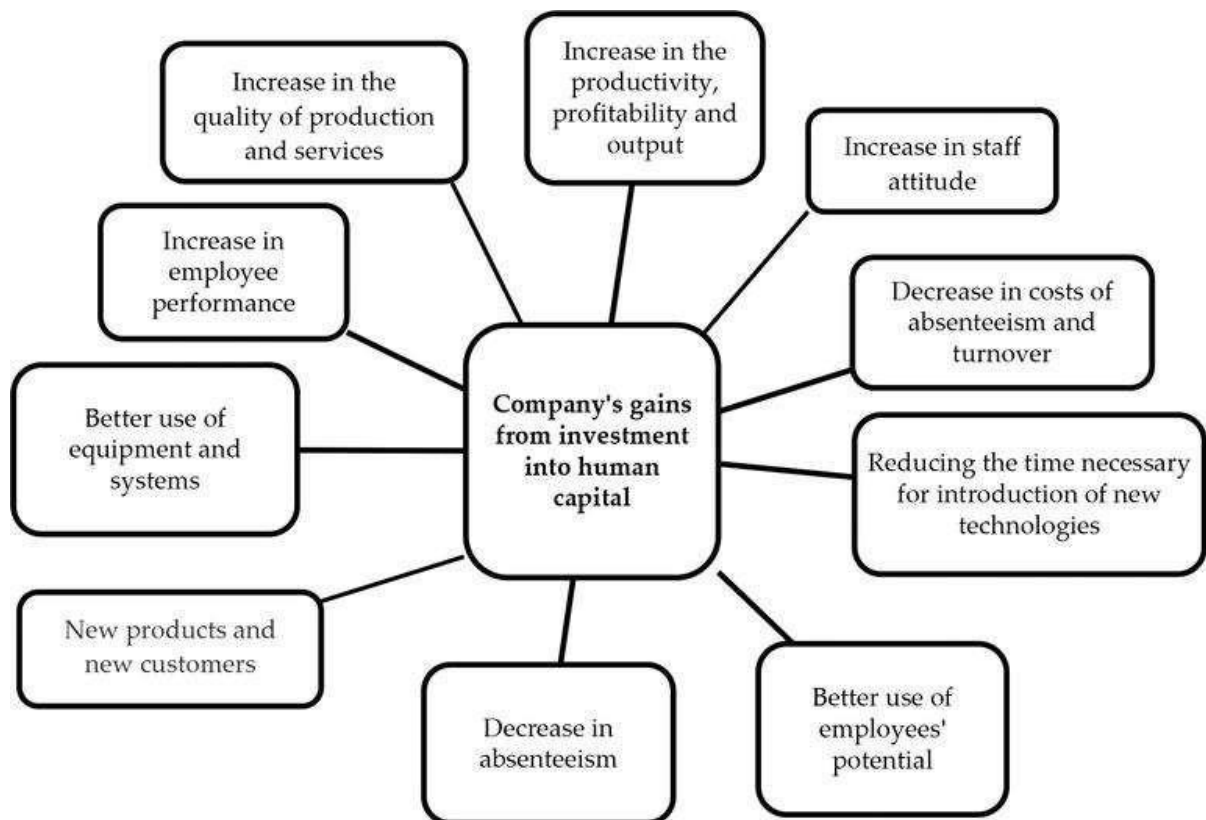 Increase in the
quality of production
and services
Increase in the
productivity,
profitability and
output
Increase in staff
attitude
Increase in
employee
performance
Decrease in costs of
absenteeism and
turnover
Company's gains
from investment
into human
capital
Better use of
equipment and
systems
Reducing the time necessary
for introduction of new
technologies
New products and
new customers
Decrease in
absenteeism
Better use of
employees'
potential